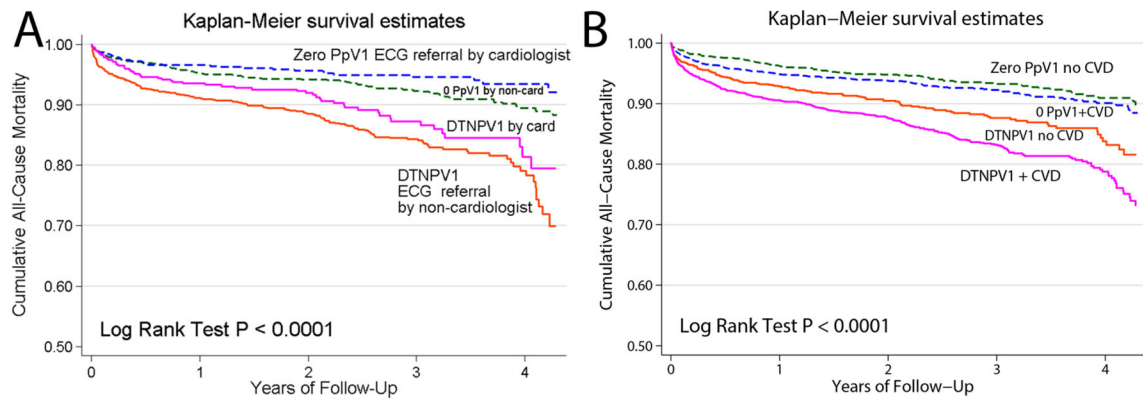 A
Kaplan-Meier survival estimates
Cumulative All-Cause Mortality
1.00
0.90
0.80
0.70
0.60
0.50
Zero PpV1 ECG referral by cardiologist
0 PpV1 by non-card
DTNPV1 by card
DTNPV1
ECG referral
by non-cardiologist
Log Rank Test P < 0.0001
0 1 2 3 4
Years of Follow-Up
B
Kaplan−Meier survival estimates
Cumulative All−Cause Mortality
1.00
0.90
0.80
0.70
0.60
0.50
Zero PpV1 no CVD
0 PpV1+CVD
DTNPV1 no CVD
DTNPV1 + CVD
Log Rank Test P < 0.0001
0 1 2 3 4
Years of Follow−Up